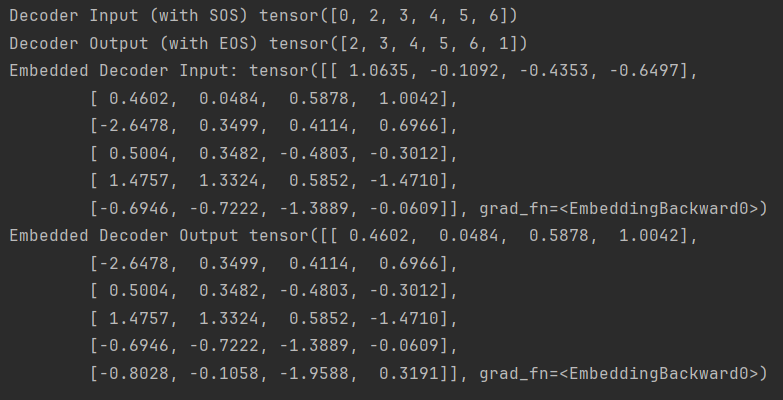 Decoder Input (with SOS) tensor([0, 2, 3, 4, 5, 6])
Decoder Output (with EOS) tensor([2, 3, 4, 5, 6, 1])
Embedded Decoder Input: tensor([[ 1.0635, -0.1092, -0.4353, -0.6497],
        [ 0.4602,  0.0484,  0.5878,  1.0042],
        [-2.6478,  0.3499,  0.4114,  0.6966],
        [ 0.5004,  0.3482, -0.4803, -0.3012],
        [ 1.4757,  1.3324,  0.5852, -1.4710],
        [-0.6946, -0.7222, -1.3889, -0.0609]], grad_fn=<EmbeddingBackward0>)
Embedded Decoder Output tensor([[ 0.4602,  0.0484,  0.5878,  1.0042],
        [-2.6478,  0.3499,  0.4114,  0.6966],
        [ 0.5004,  0.3482, -0.4803, -0.3012],
        [ 1.4757,  1.3324,  0.5852, -1.4710],
        [-0.6946, -0.7222, -1.3889, -0.0609],
        [-0.8028, -0.1058, -1.9588,  0.3191]], grad_fn=<EmbeddingBackward0>)